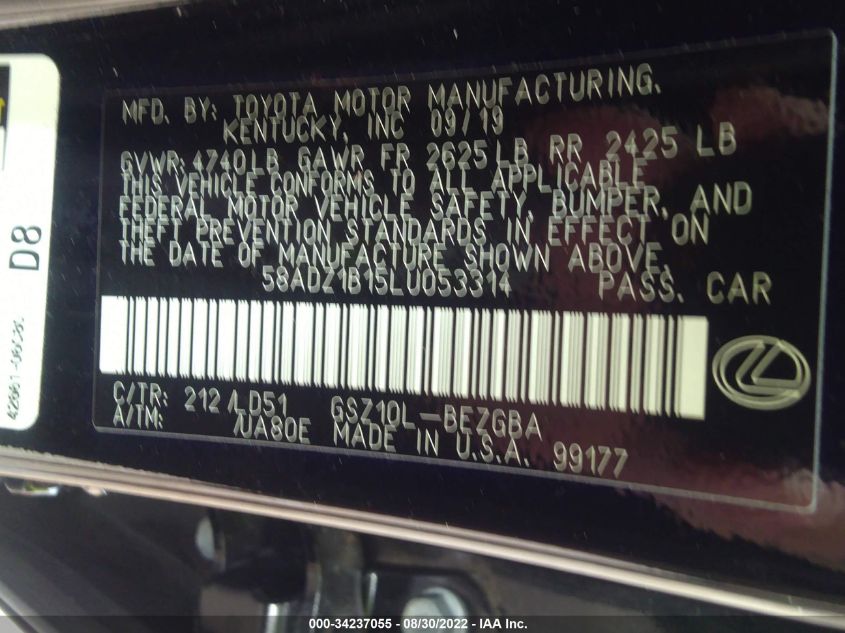 MFD. BY: TOYOTA MOTOR MANUFACTURING.
KENTUCKY, INC 09/19
GVWR: 4740LB GAWR FR 2625 LB RR 2425 LB
THIS VEHICLE CONFORMS TO ALL APPLICABLE
FEDERAL MOTOR VEHICLE SAFETY, BUMPER, AND
THEFT PREVENTION STANDARDS IN EFFECT ON
THE DATE OF MANUFACTURE SHOWN ABOVE.
58ADZ1B15LU053314 PASS. CAR
C/TR: 212 /LD51 GSZ10L-BEZGBA
A/TM: /UA80E MADE IN U.S.A. 99177
D8
000-34237055 - 08/30/2022 - IAA Inc.